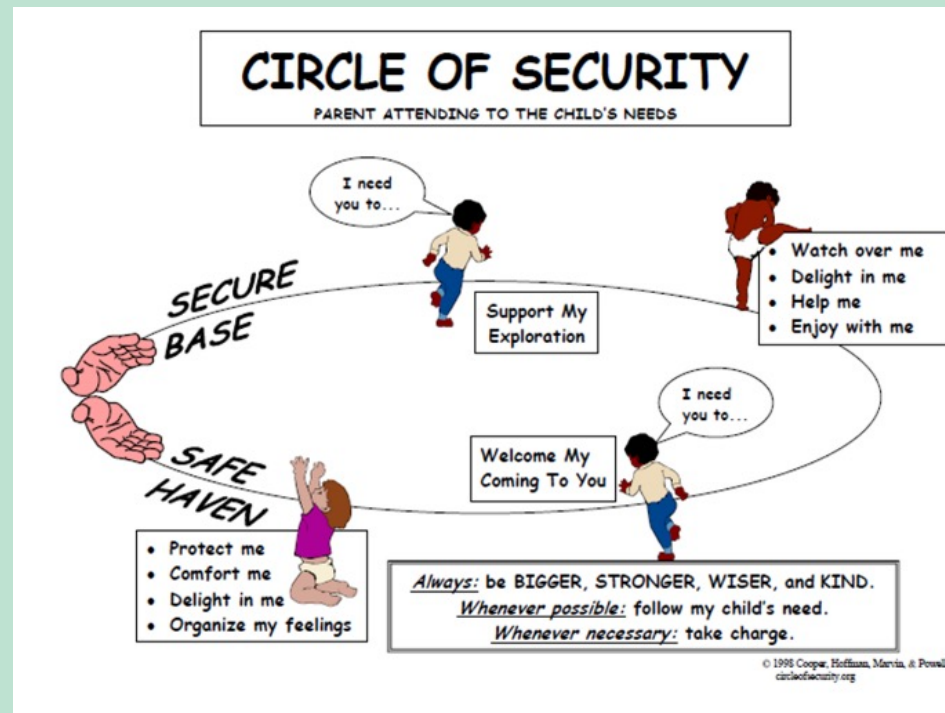 CIRCLE OF SECURITY
PARENT ATTENDING TO THE CHILD'S NEEDS
I need
you to...
SECURE
BASE
Support My
Exploration
• Watch over me
• Delight in me
• Help me
• Enjoy with me
I need
you to...
Welcome My
Coming To You
SAFE
HAVEN
• Protect me
• Comfort me
• Delight in me
• Organize my feelings
Always: be BIGGER, STRONGER, WISER, and KIND.
Whenever possible: follow my child's need.
Whenever necessary: take charge.
© 1998 Cooper, Hoffman, Marvin, & Powell
circleofsecurity.org